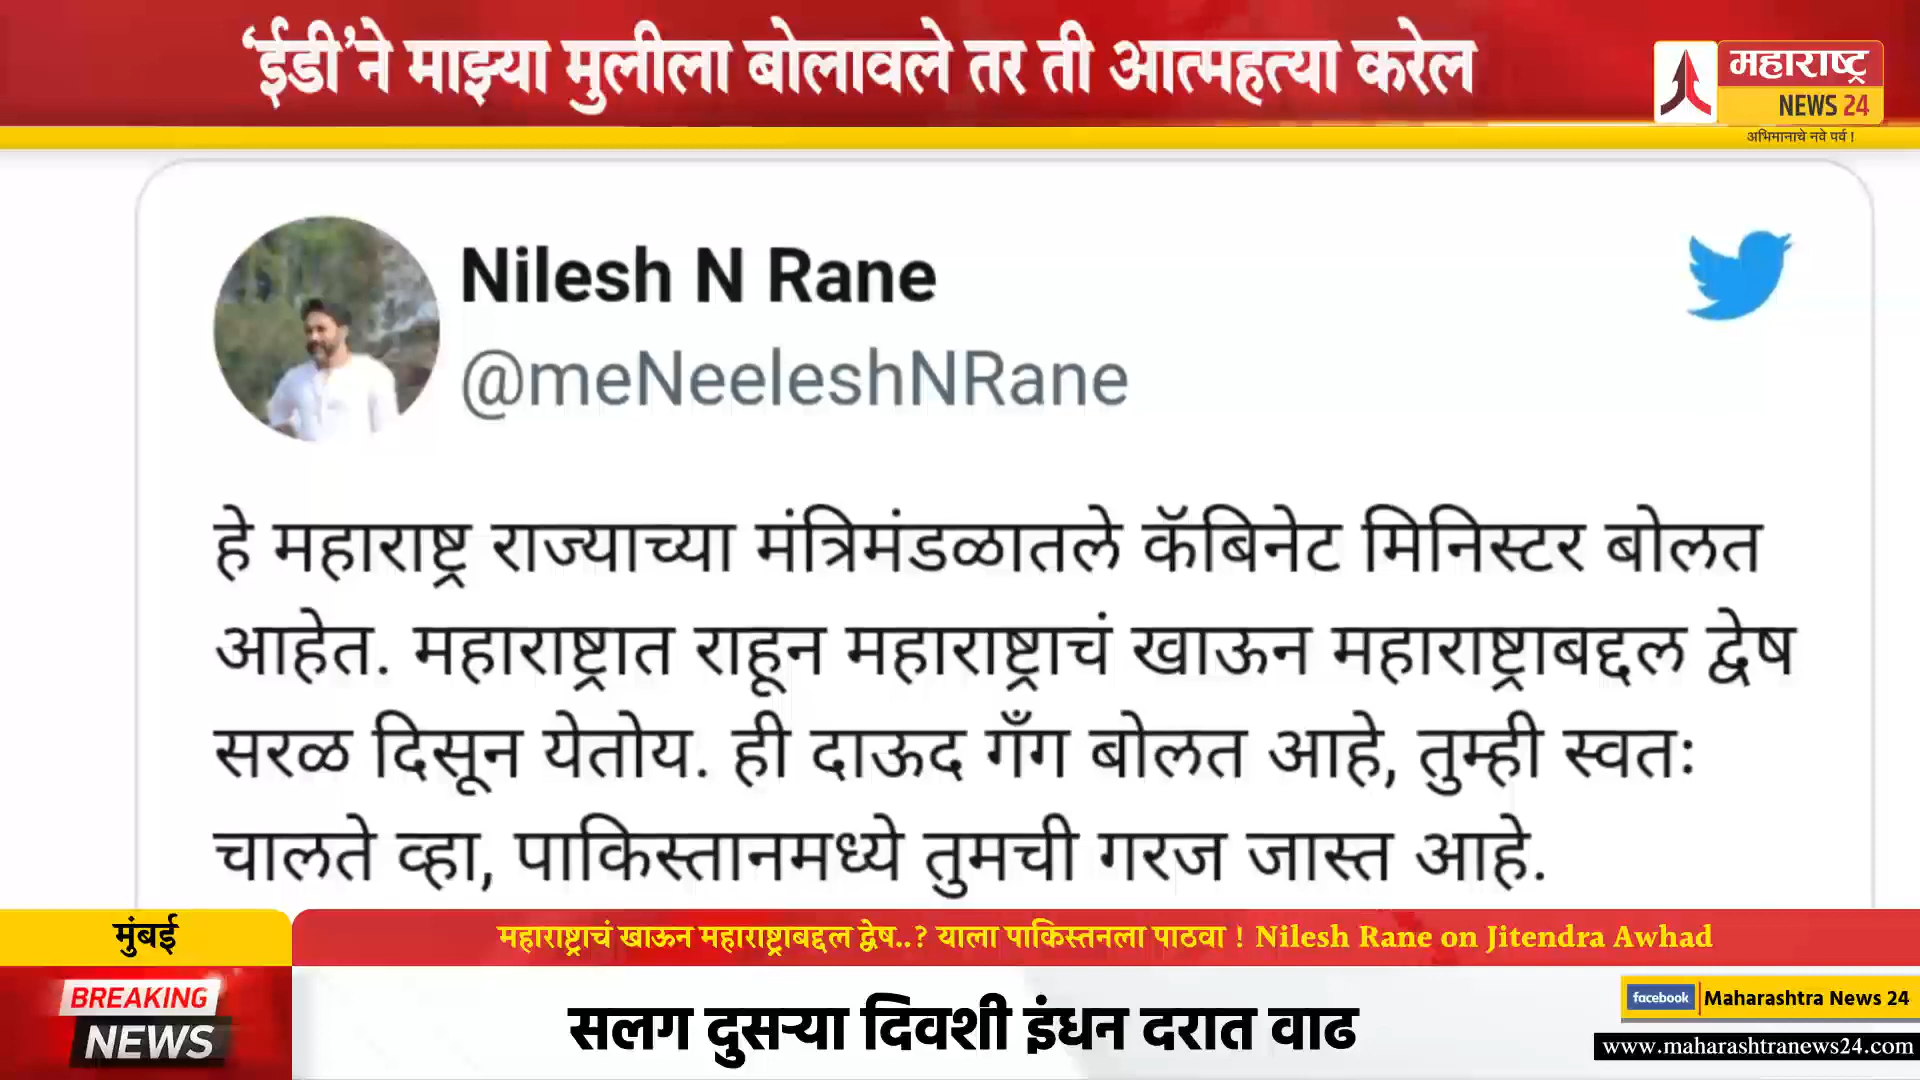 ‘ईडी’ने माझ्या मुलीला बोलावले तर ती आत्महत्या करेल
महाराष्ट्र
NEWS 24
अभिमानाचे नवे पर्व !
Nilesh N Rane
@meNeeleshNRane
हे महाराष्ट्र राज्याच्या मंत्रिमंडळातले कॅबिनेट मिनिस्टर बोलत
आहेत. महाराष्ट्रात राहून महाराष्ट्राचं खाऊन महाराष्ट्राबद्दल द्वेष
सरळ दिसून येतोय. ही दाऊद गँग बोलत आहे, तुम्ही स्वतः
चालते व्हा, पाकिस्तानमध्ये तुमची गरज जास्त आहे.
मुंबई
महाराष्ट्राचं खाऊन महाराष्ट्राबद्दल द्वेष..? याला पाकिस्तनला पाठवा ! Nilesh Rane on Jitendra Awhad
BREAKING
NEWS
सलग दुसऱ्या दिवशी इंधन दरात वाढ
facebook Maharashtra News 24
www.maharashtranews24.com